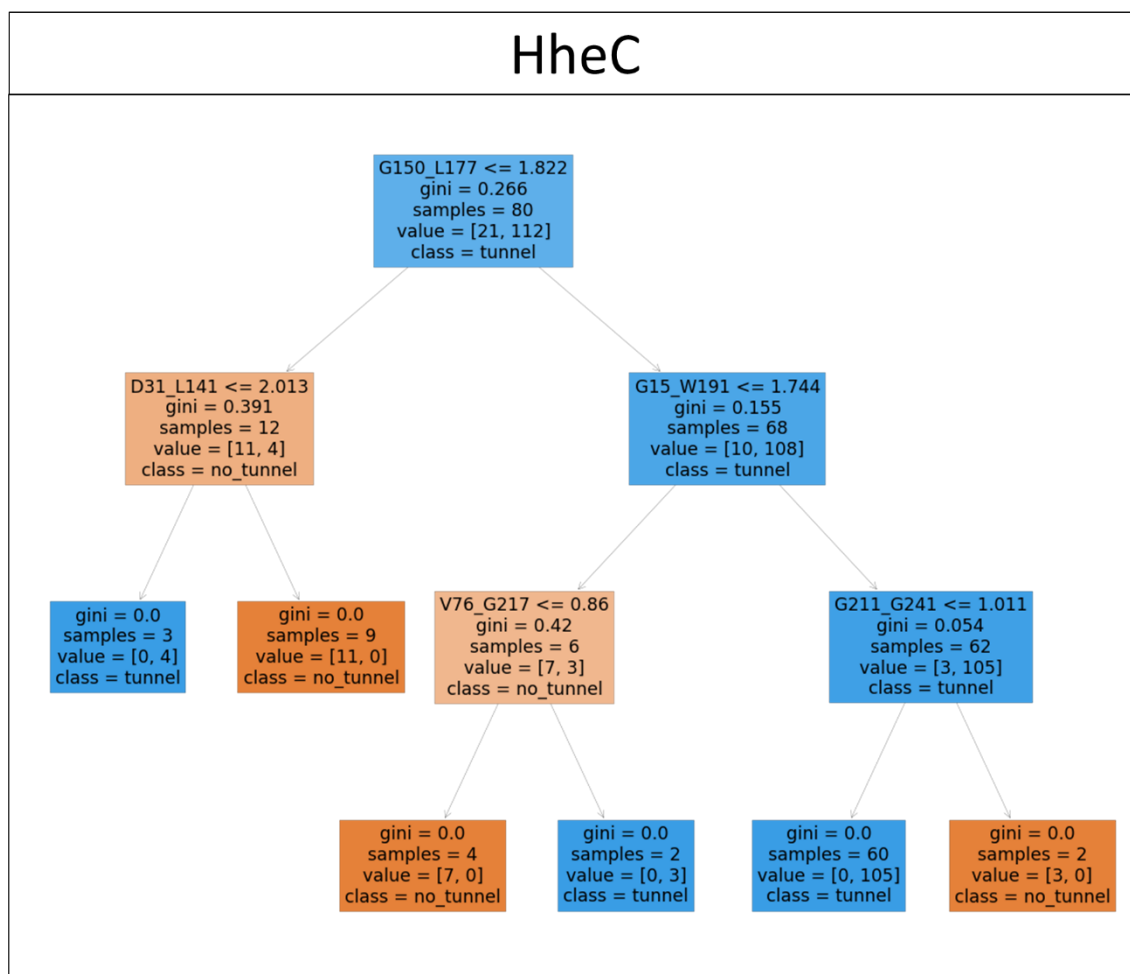 HheC
G150_L177 <= 1.822
gini = 0.266
samples = 80
value = [21, 112]
class = tunnel
D31_L141 <= 2.013
gini = 0.391
samples = 12
value = [11, 4]
class = no_tunnel
G15_W191 <= 1.744
gini = 0.155
samples = 68
value = [10, 108]
class = tunnel
gini = 0.0
samples = 3
value = [0, 4]
class = tunnel
gini = 0.0
samples = 9
value = [11, 0]
class = no_tunnel
V76_G217 <= 0.86
gini = 0.42
samples = 6
value = [7, 3]
class = no_tunnel
G211_G241 <= 1.011
gini = 0.054
samples = 62
value = [3, 105]
class = tunnel
gini = 0.0
samples = 4
value = [7, 0]
class = no_tunnel
gini = 0.0
samples = 2
value = [0, 3]
class = tunnel
gini = 0.0
samples = 60
value = [0, 105]
class = tunnel
gini = 0.0
samples = 2
value = [3, 0]
class = no_tunnel